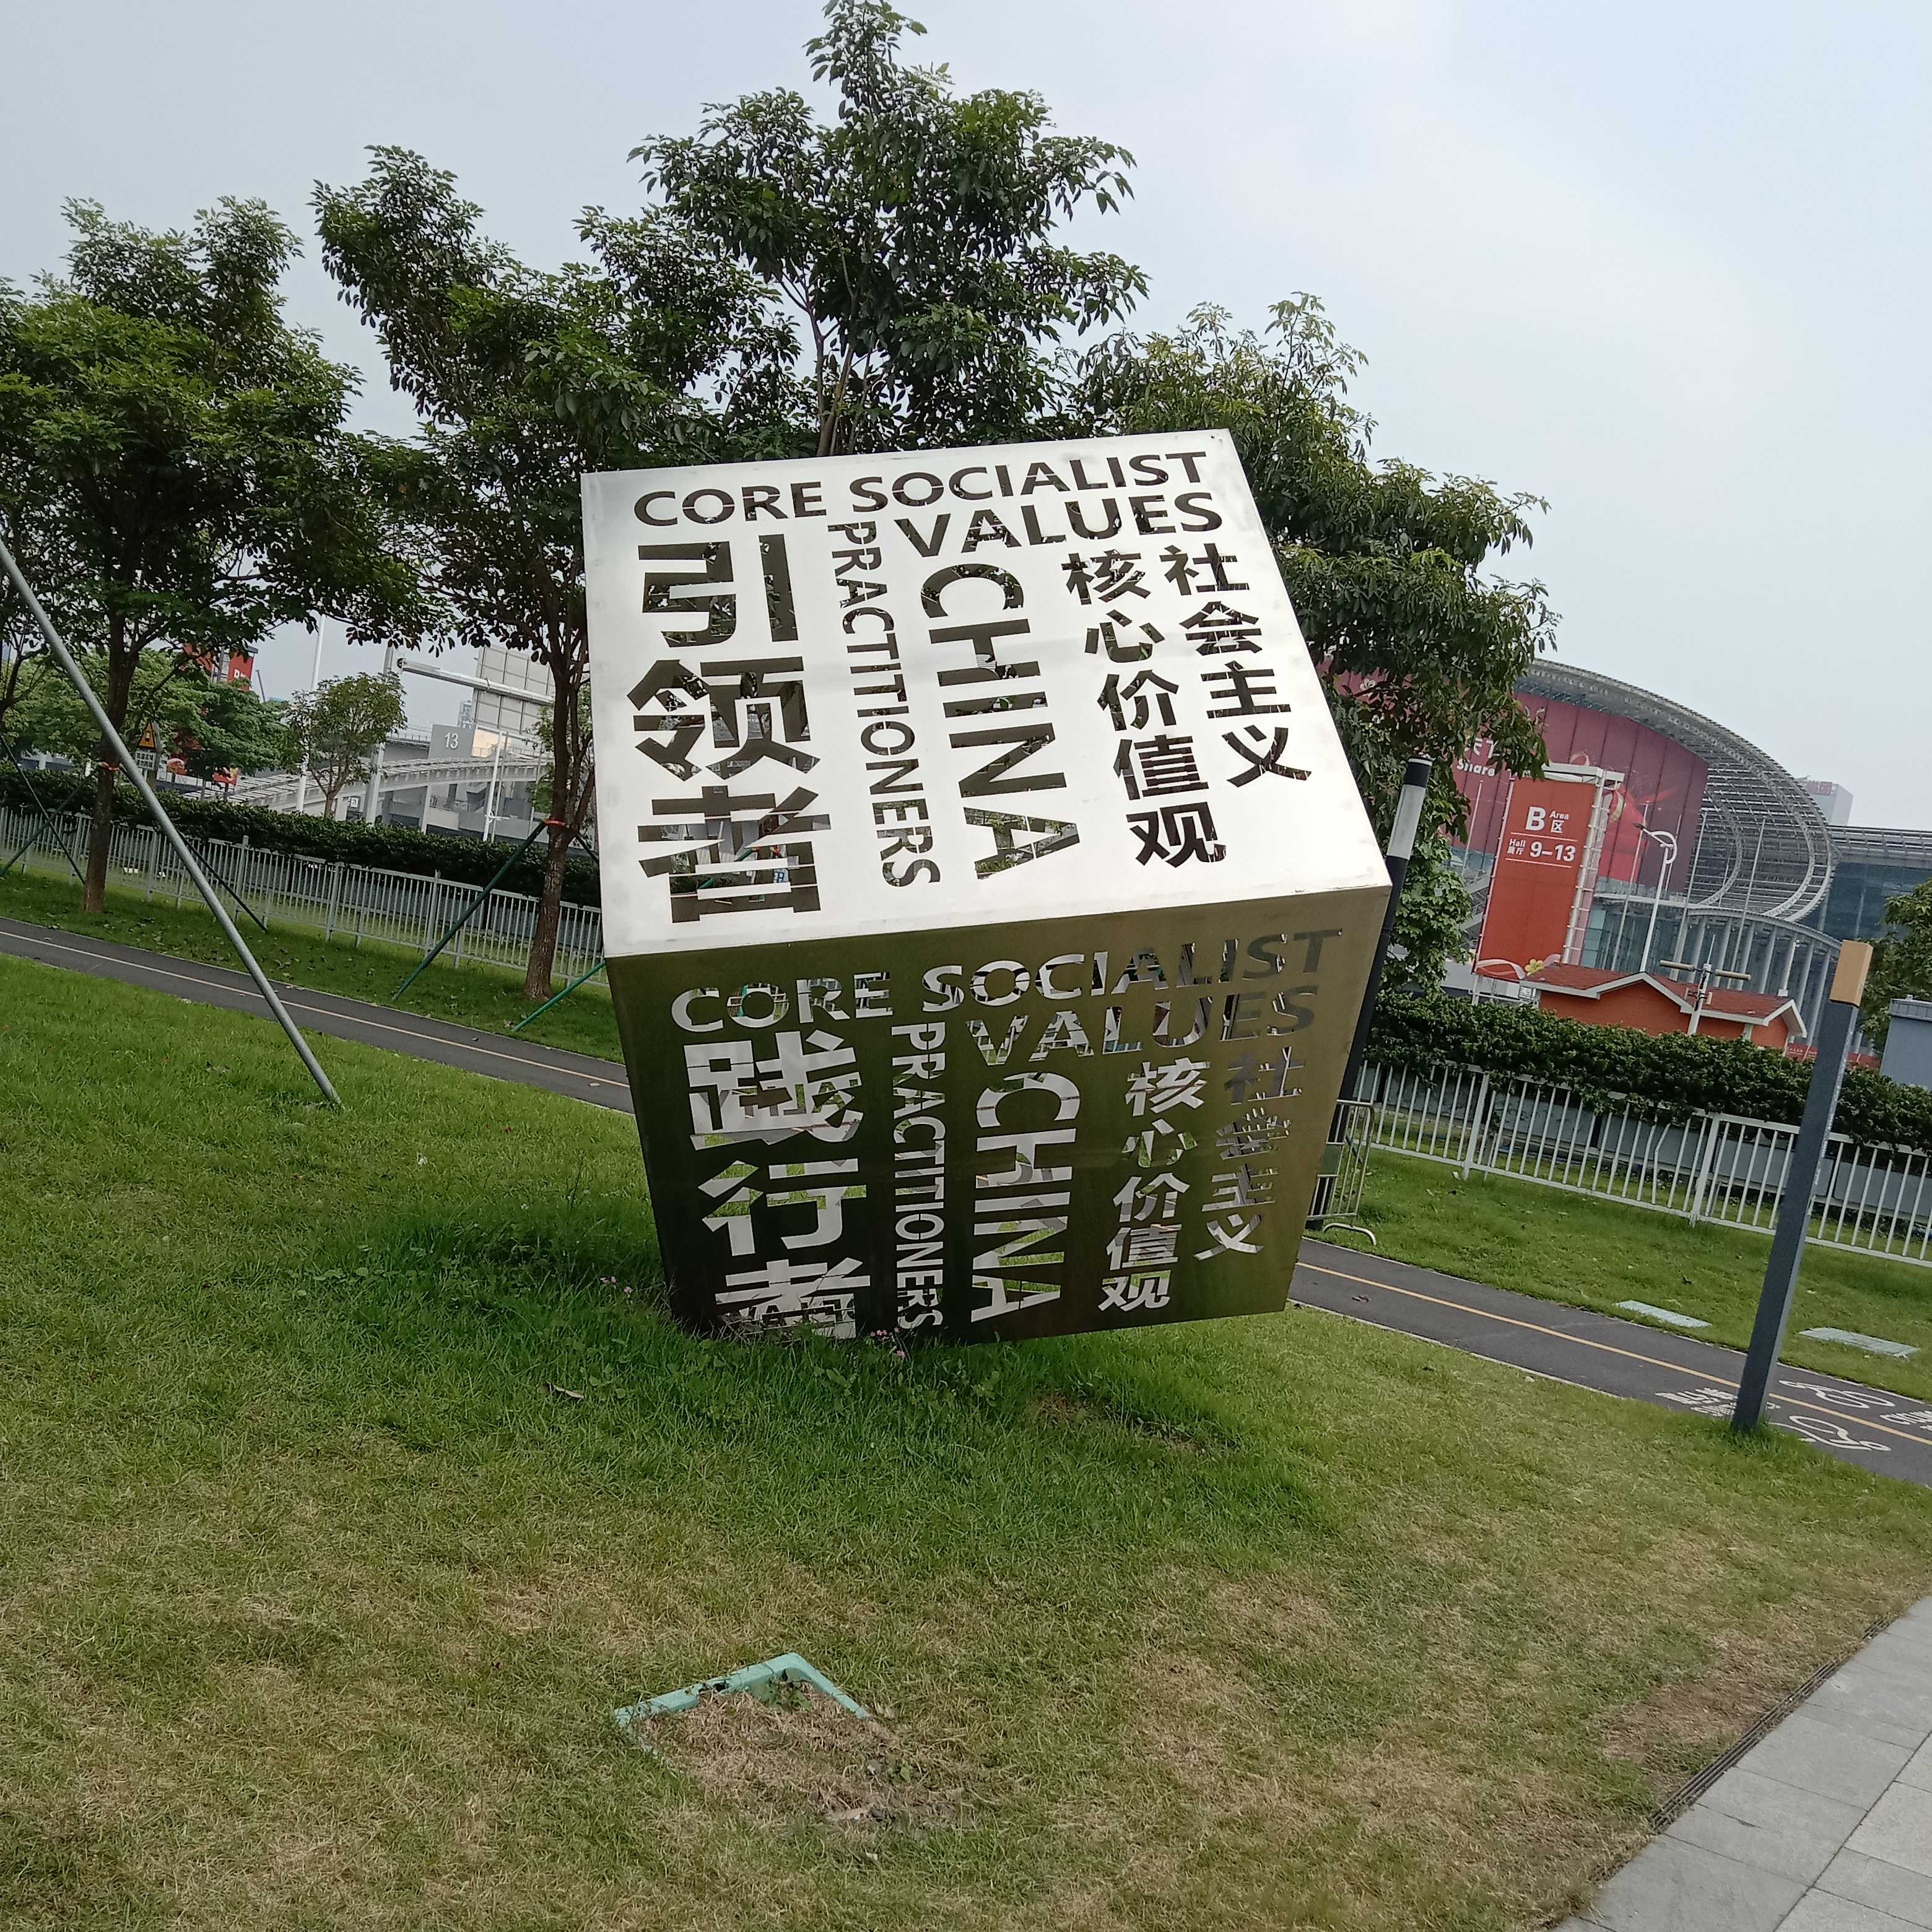 CORE SOCIALIST
VALUES
引领者
PRACTITIONERS
CHINA
核心价值观
社会主义
CORE SOCIALIST
VALUES
践行者
PRACTITIONERS
CHINA
核心价值观
社会主义
13
Share
B Area
区
Hall
展厅 9-13